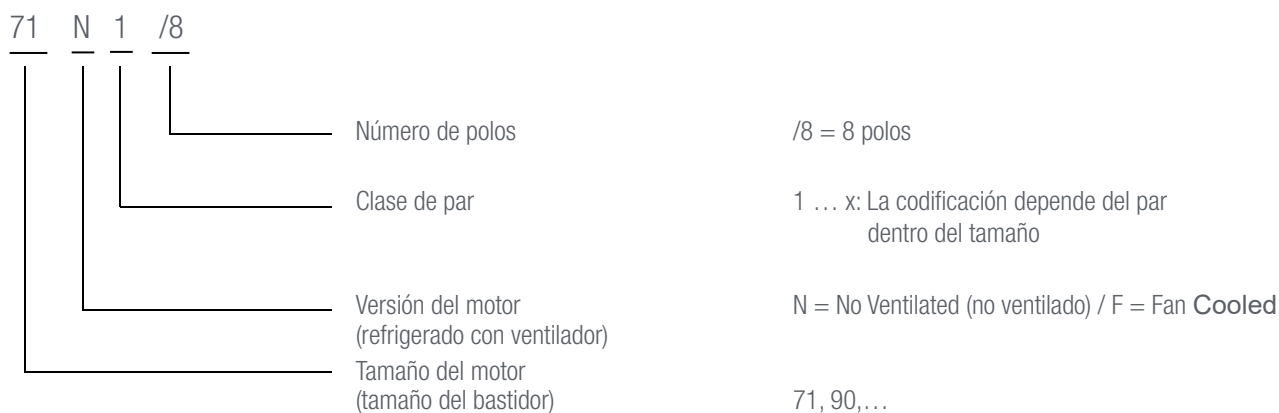 71 N 1 /8
Número de polos /8 = 8 polos
Clase de par 1 … x: La codificación depende del par
dentro del tamaño
Versión del motor N = No Ventilated (no ventilado) / F = Fan Cooled
(refrigerado con ventilador)
Tamaño del motor
(tamaño del bastidor) 71, 90,…